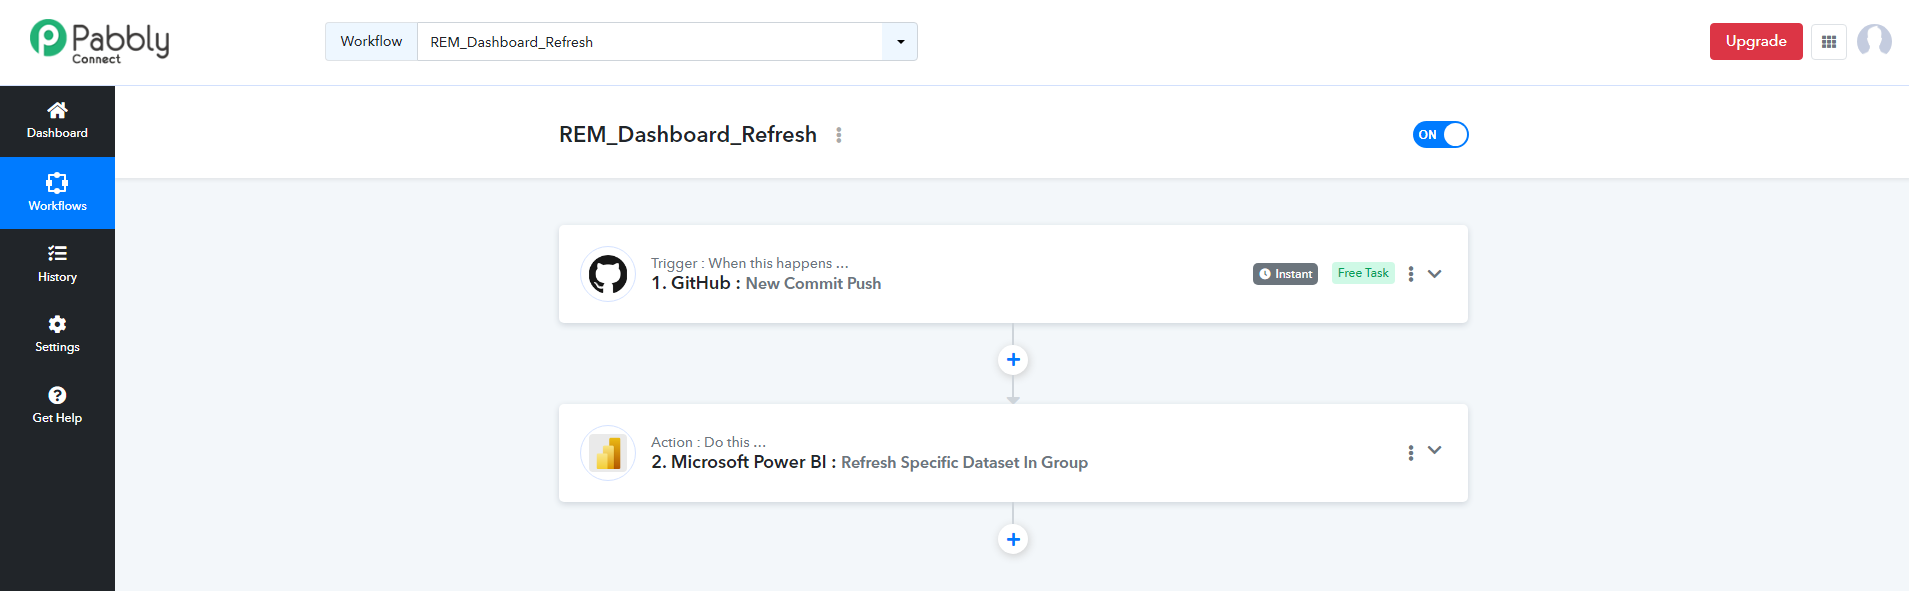 Pabbly
Connect
Workflow
REM_Dashboard_Refresh
Upgrade
Dashboard
Workflows
History
Settings
Get Help
REM_Dashboard_Refresh
ON
Trigger : When this happens ...
1. GitHub : New Commit Push
Instant
Free Task
Action : Do this ...
2. Microsoft Power BI : Refresh Specific Dataset In Group